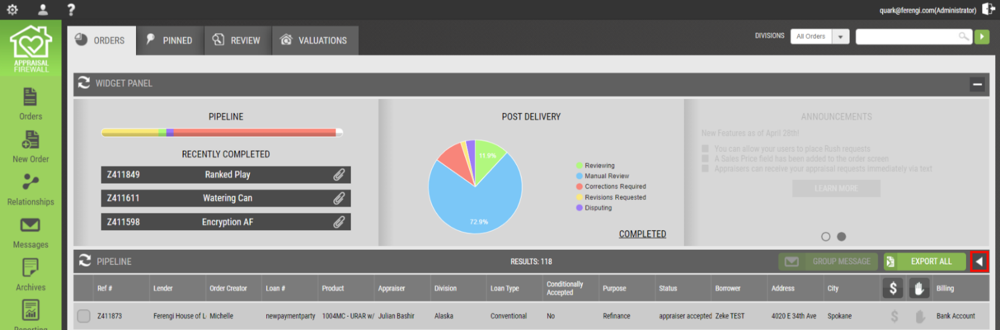 ?
quark@ferengi.com(Administrator)
APPRAISAL
FIREWALL
Orders
New Order
Relationships
Messages
Archives
Reporting
ORDERS
PINNED
REVIEW
VALUATIONS
DIVISIONS
All Orders
WIDGET PANEL
PIPELINE
RECENTLY COMPLETED
Z411849 Ranked Play
Z411611 Watering Can
Z411598 Encryption AF
POST DELIVERY
11.9%
72.9%
Reviewing
Manual Review
Corrections Required
Revisions Requested
Disputing
COMPLETED
ANNOUNCEMENTS
New Features as of April 28th!
You can allow your users to place Rush requests
A Sales Price field has been added to the order screen
Appraisers can receive your appraisal requests immediately via text
LEARN MORE
PIPELINE
RESULTS: 118
GROUP MESSAGE
EXPORT ALL
Ref # Lender Order Creator Loan # Product Appraiser Division Loan Type Conditionally Accepted Purpose Status Borrower Address City $ Billing
Z411873 Ferengi House of L Michelle newpaymentparty 1004MC - URAR w/ Julian Bashir Alaska Conventional No Refinance appraiser accepted Zeke TEST 4020 E 34th Ave Spokane $ Bank Account